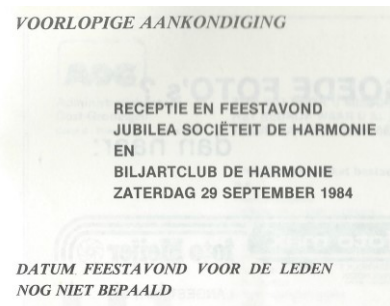 VOORLOPIGE AANKONDIGING
RECEPTIE EN FEESTAVOND
JUBILEA SOCIËTEIT DE HARMONIE
EN
BILJARTCLUB DE HARMONIE
ZATERDAG 29 SEPTEMBER 1984
DATUM FEESTAVOND VOOR DE LEDEN
NOG NIET BEPAALD